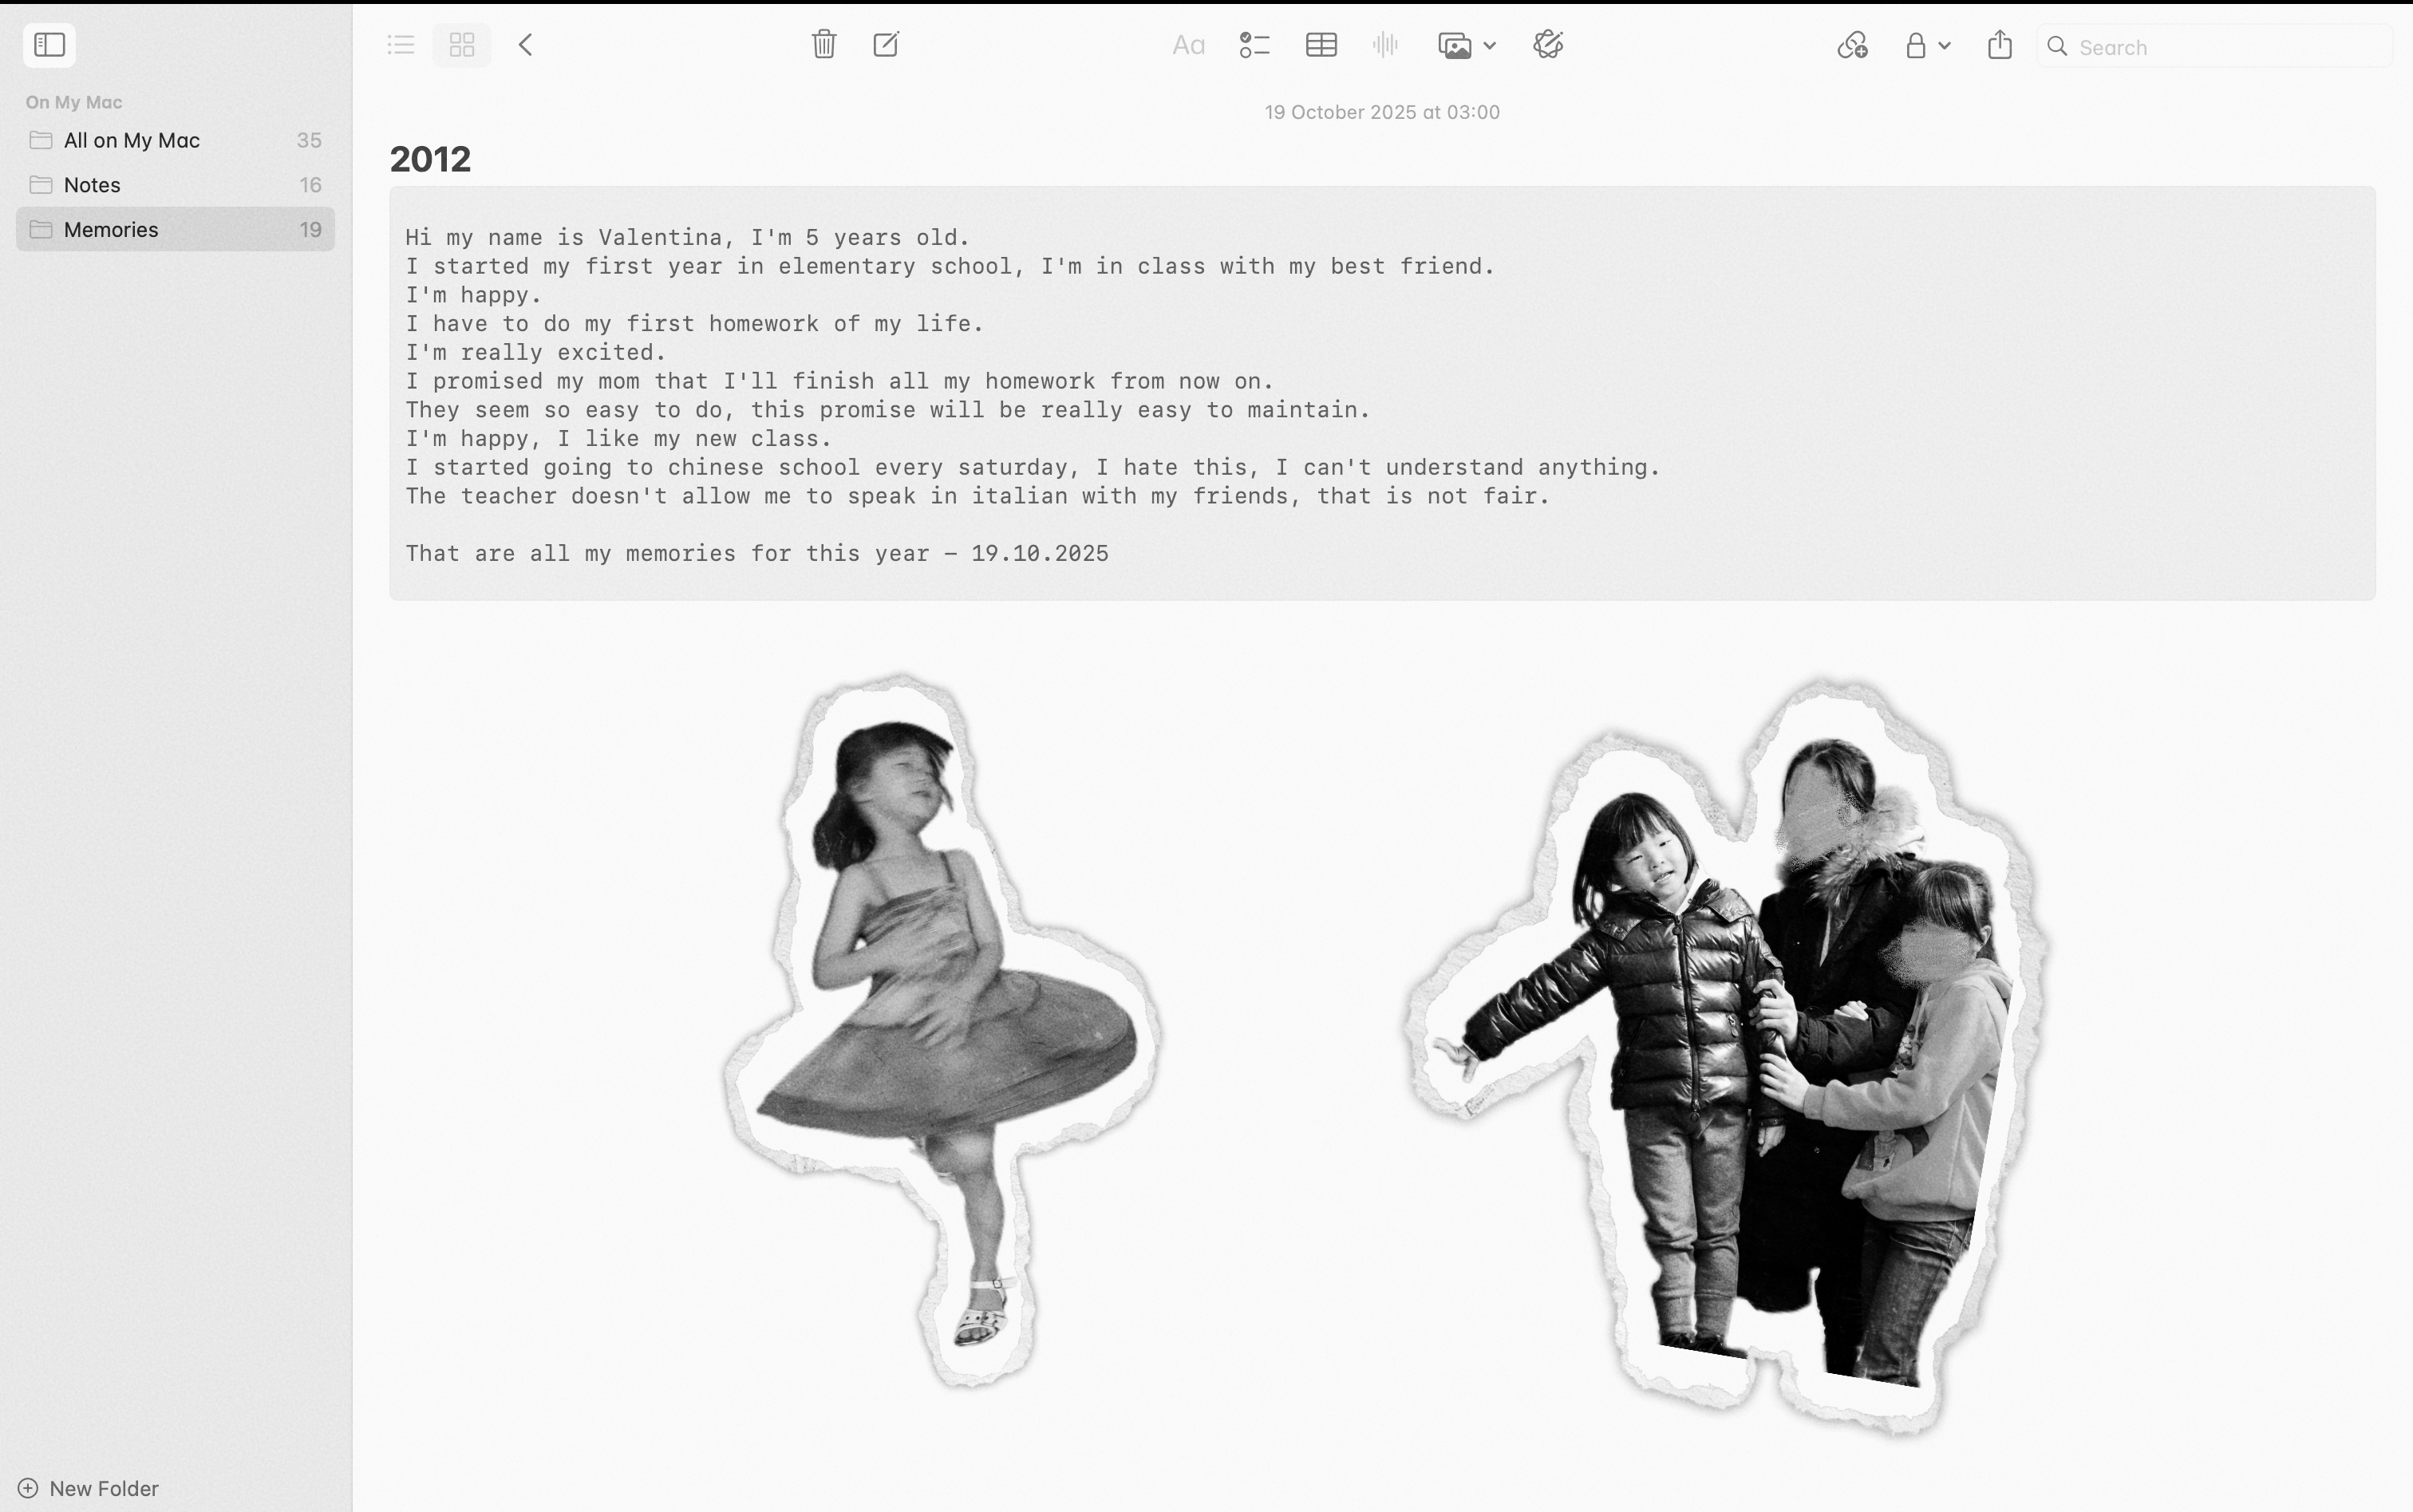 On My Mac
All on My Mac 35
Notes 16
Memories 19
New Folder
Aa
Search
19 October 2025 at 03:00
2012
Hi my name is Valentina, I'm 5 years old.
I started my first year in elementary school, I'm in class with my best friend.
I'm happy.
I have to do my first homework of my life.
I'm really excited.
I promised my mom that I'll finish all my homework from now on.
They seem so easy to do, this promise will be really easy to maintain.
I'm happy, I like my new class.
I started going to chinese school every saturday, I hate this, I can't understand anything.
The teacher doesn't allow me to speak in italian with my friends, that is not fair.
That are all my memories for this year – 19.10.2025